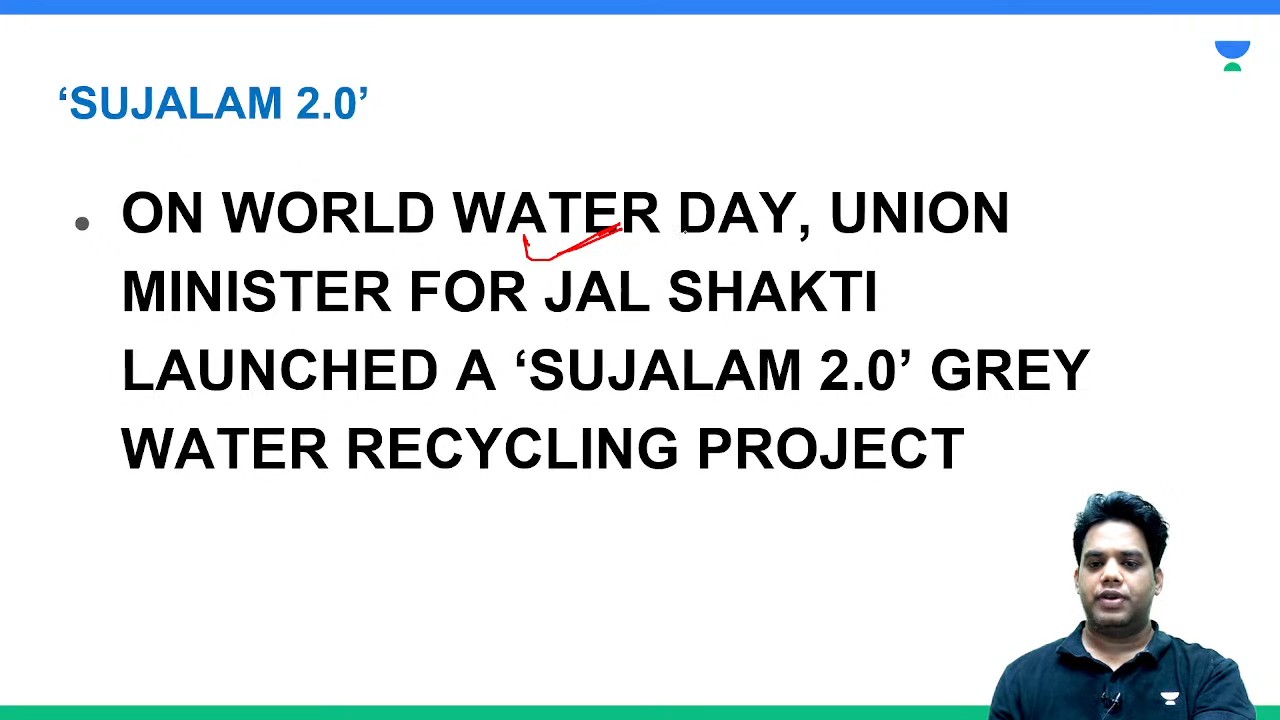 ‘SUJALAM 2.0’
• ON WORLD WATER DAY, UNION
MINISTER FOR JAL SHAKTI
LAUNCHED A ‘SUJALAM 2.0’ GREY
WATER RECYCLING PROJECT